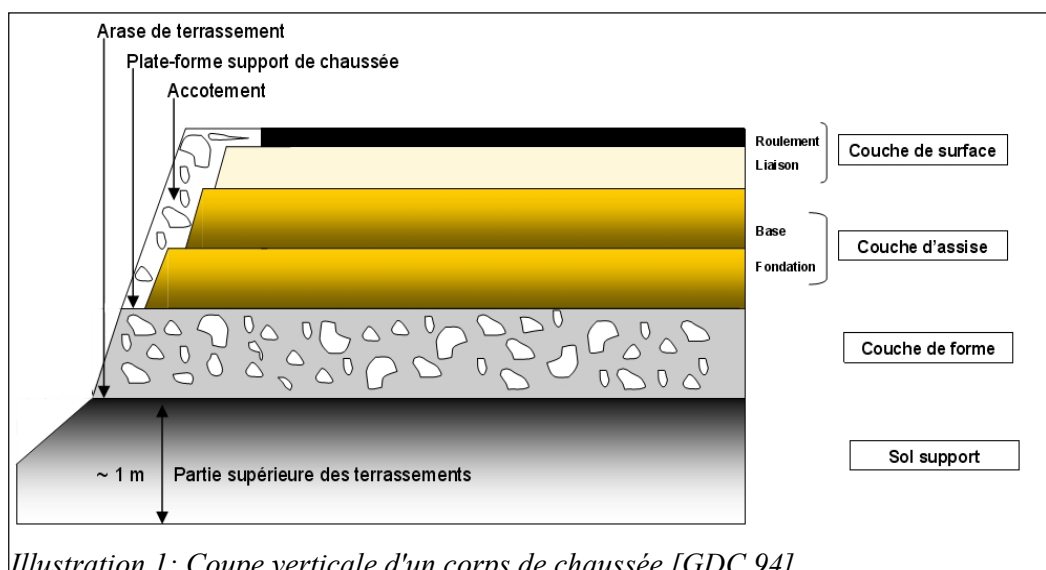 Arase de terrassement
Plate-forme support de chaussée
Accotement
Roulement
Liaison
Couche de surface
Base
Fondation
Couche d'assise
Couche de forme
~ 1 m
Partie supérieure des terrassements
Sol support
Illustration 1: Coupe verticale d'un corps de chaussée [GDC 94]